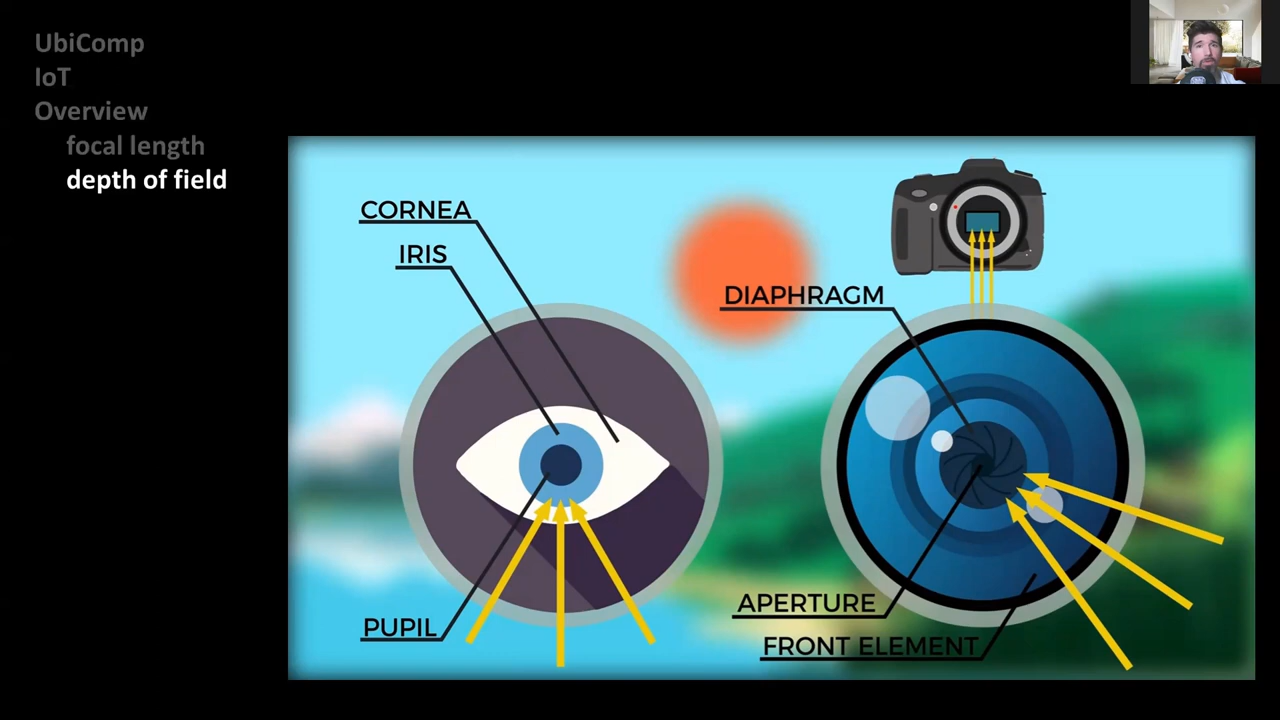 UbiComp
IoT
Overview
focal length
depth of field
CORNEA
IRIS
DIAPHRAGM
PUPIL
APERTURE
FRONT ELEMENT